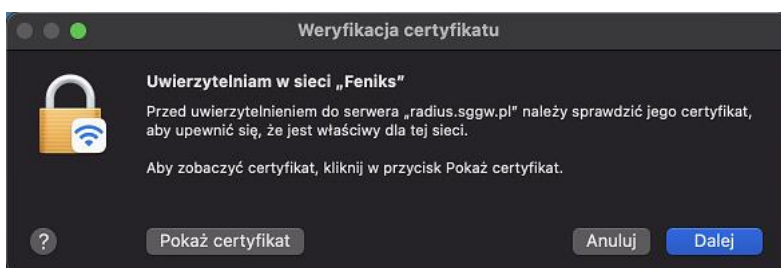 Weryfikacja certyfikatu
Uwierzytelniam w sieci „Feniks”
Przed uwierzytelnieniem do serwera „radius.sggw.pl” należy sprawdzić jego certyfikat,
aby upewnić się, że jest właściwy dla tej sieci.
Aby zobaczyć certyfikat, kliknij w przycisk Pokaż certyfikat.
? Pokaż certyfikat Anuluj Dalej